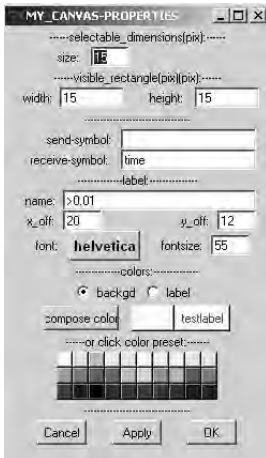 MY_CANVAS-PROPERTIES
------selectable_dimensions(pix):-----
size: 15
------visible_rectangle(pix)(pix):------
width: 15 height: 15
send-symbol:
receive-symbol: time
label:
name: >0.01
x_off: 20 y_off: 12
font: helvetica fontsize: 55
colors:
backgd label
compose color testlabel
-----or click color preset:-------
Cancel Apply OK